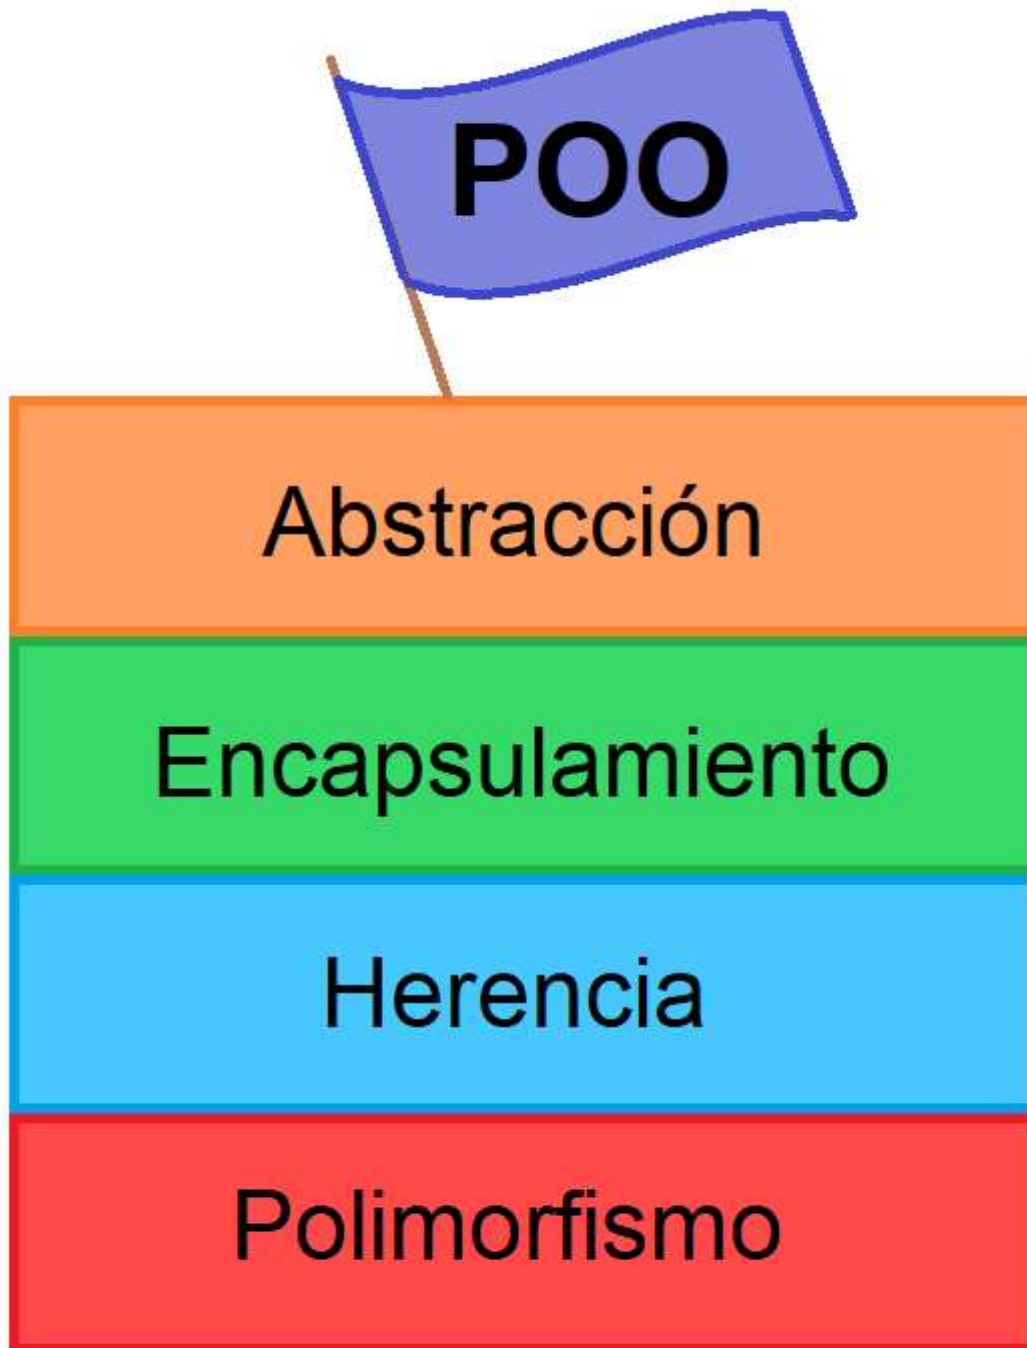 POO
Abstracción
Encapsulamiento
Herencia
Polimorfismo